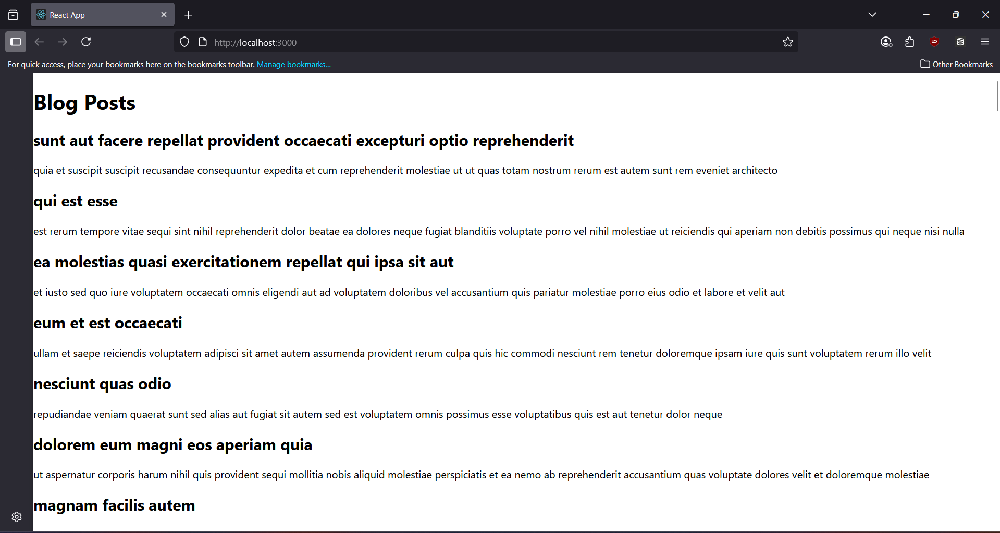 React App
http://localhost:3000
For quick access, place your bookmarks here on the bookmarks toolbar. Manage bookmarks...
Other Bookmarks
Blog Posts
sunt aut facere repellat provident occaecati excepturi optio reprehenderit
quia et suscipit suscipit recusandae consequuntur expedita et cum reprehenderit molestiae ut ut quas totam nostrum rerum est autem sunt rem eveniet architecto
qui est esse
est rerum tempore vitae sequi sint nihil reprehenderit dolor beatae ea dolores neque fugiat blanditiis voluptate porro vel nihil molestiae ut reiciendis qui aperiam non debitis possimus qui neque nisi nulla
ea molestias quasi exercitationem repellat qui ipsa sit aut
et iusto sed quo iure voluptatem occaecati omnis eligendi aut ad voluptatem doloribus vel accusantium quis pariatur molestiae porro eius odio et labore et velit aut
eum et est occaecati
ullam et saepe reiciendis voluptatem adipisci sit amet autem assumenda provident rerum culpa quis hic commodi nesciunt rem tenetur doloremque ipsam iure quis sunt voluptatem rerum illo velit
nesciunt quas odio
repudiandae veniam quaerat sunt sed alias aut fugiat sit autem sed est voluptatem omnis possimus esse voluptatibus quis est aut tenetur dolor neque
dolorem eum magni eos aperiam quia
ut aspernatur corporis harum nihil quis provident sequi mollitia nobis aliquid molestiae perspiciatis et ea nemo ab reprehenderit accusantium quas voluptate dolores velit et doloremque molestiae
magnam facilis autem